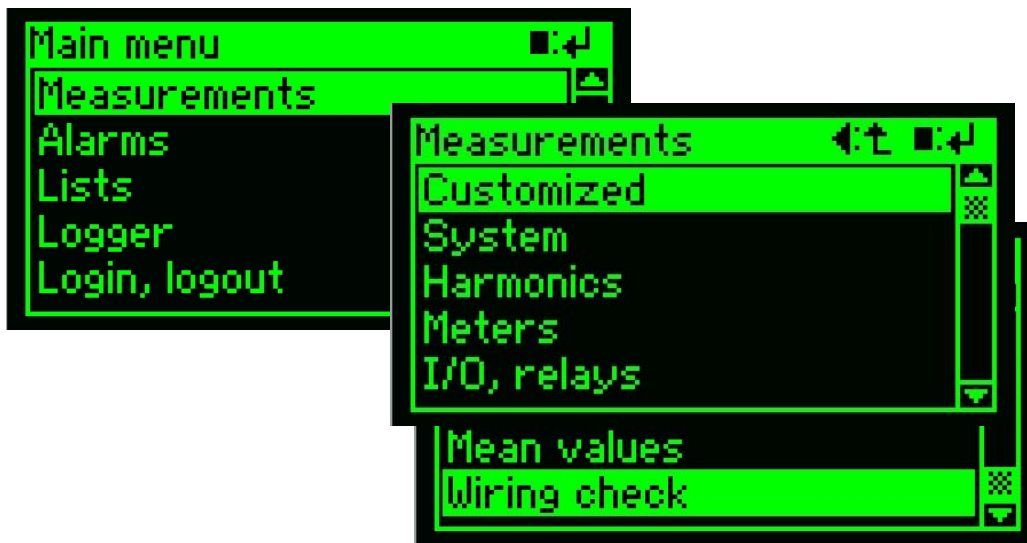 Main menu
Measurements
Alarms
Lists
Logger
Login, logout
Measurements
Customized
System
Harmonics
Meters
I/O, relays
Mean values
Wiring check